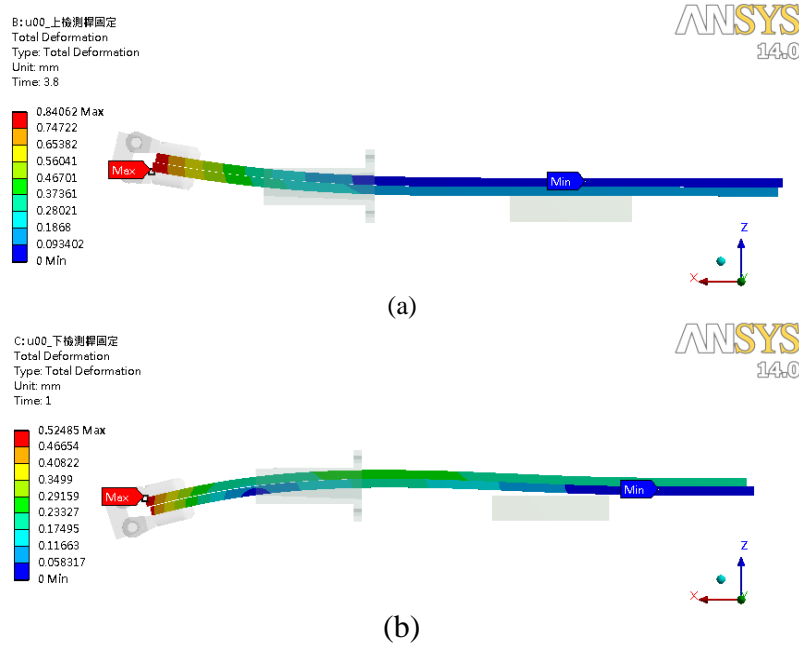 B: u00_上檢測桿固定
Total Deformation
Type: Total Deformation
Unit: mm
Time: 3.8
ANSYS
14.0
0.84062 Max
0.74722
0.65382
0.56041
0.46701
0.37361
0.28021
0.1868
0.093402
0 Min
Max
Min
Z
X
Y
(a)
C: u00_下檢測桿固定
Total Deformation
Type: Total Deformation
Unit: mm
Time: 1
ANSYS
14.0
0.52485 Max
0.46654
0.40822
0.3499
0.29159
0.23327
0.17495
0.11663
0.058317
0 Min
Max
Min
Z
X
Y
(b)